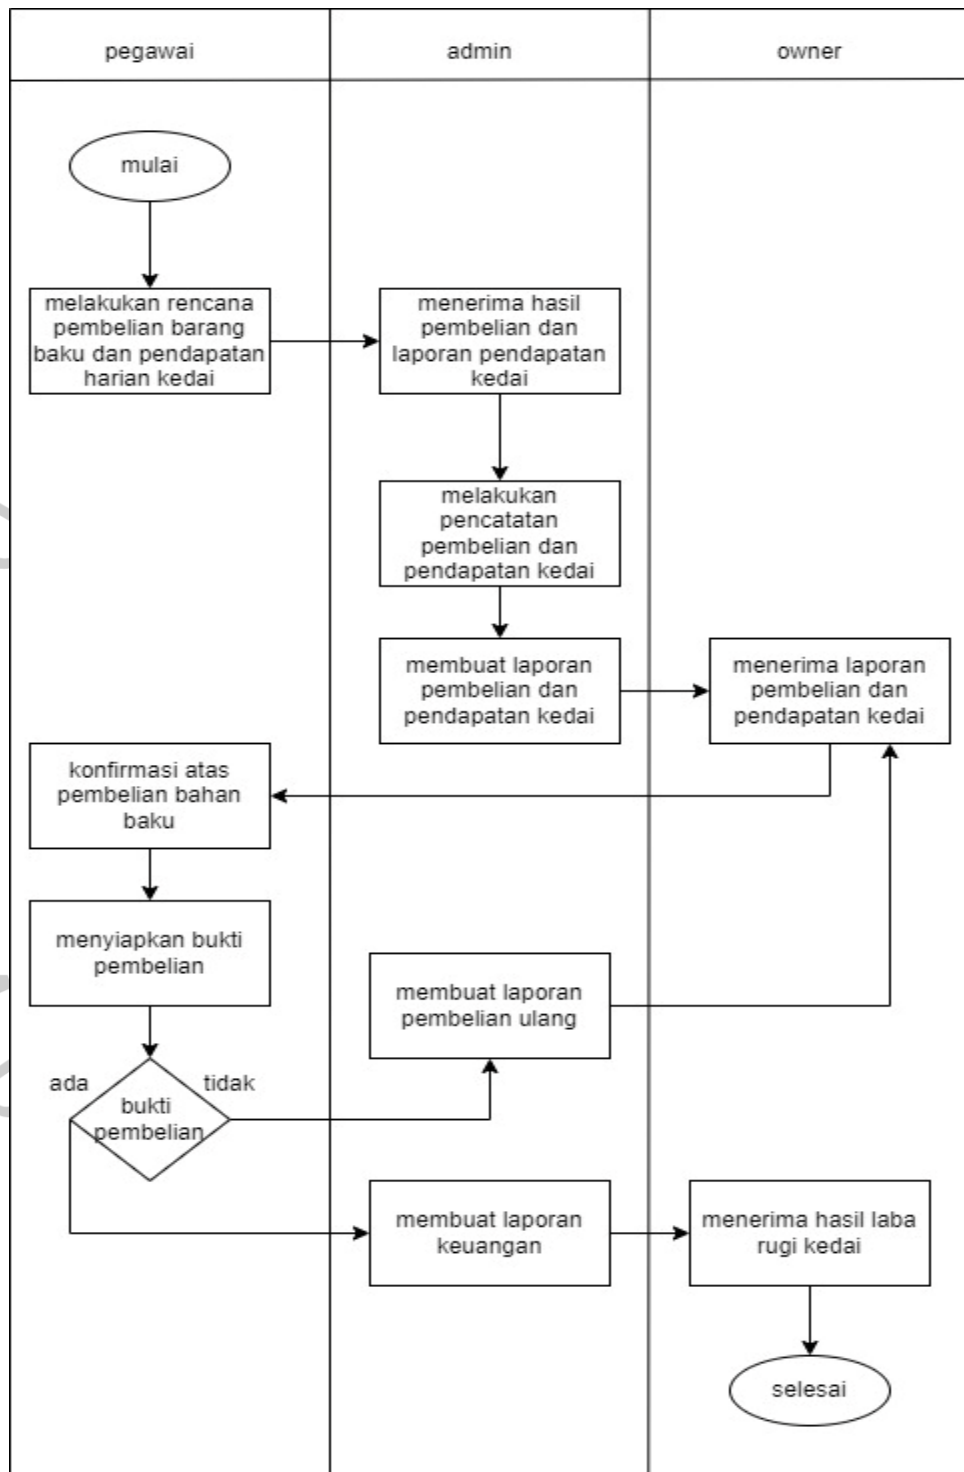 pegawai
admin
owner
mulai
melakukan rencana
pembelian barang
baku dan pendapatan
harian kedai
menerima hasil
pembelian dan
laporan pendapatan
kedai
melakukan
pencatatan
pembelian dan
pendapatan kedai
membuat laporan
pembelian dan
pendapatan kedai
menerima laporan
pembelian dan
pendapatan kedai
konfirmasi atas
pembelian bahan
baku
menyiapkan bukti
pembelian
membuat laporan
pembelian ulang
ada
tidak
bukti
pembelian
membuat laporan
keuangan
menerima hasil laba
rugi kedai
selesai